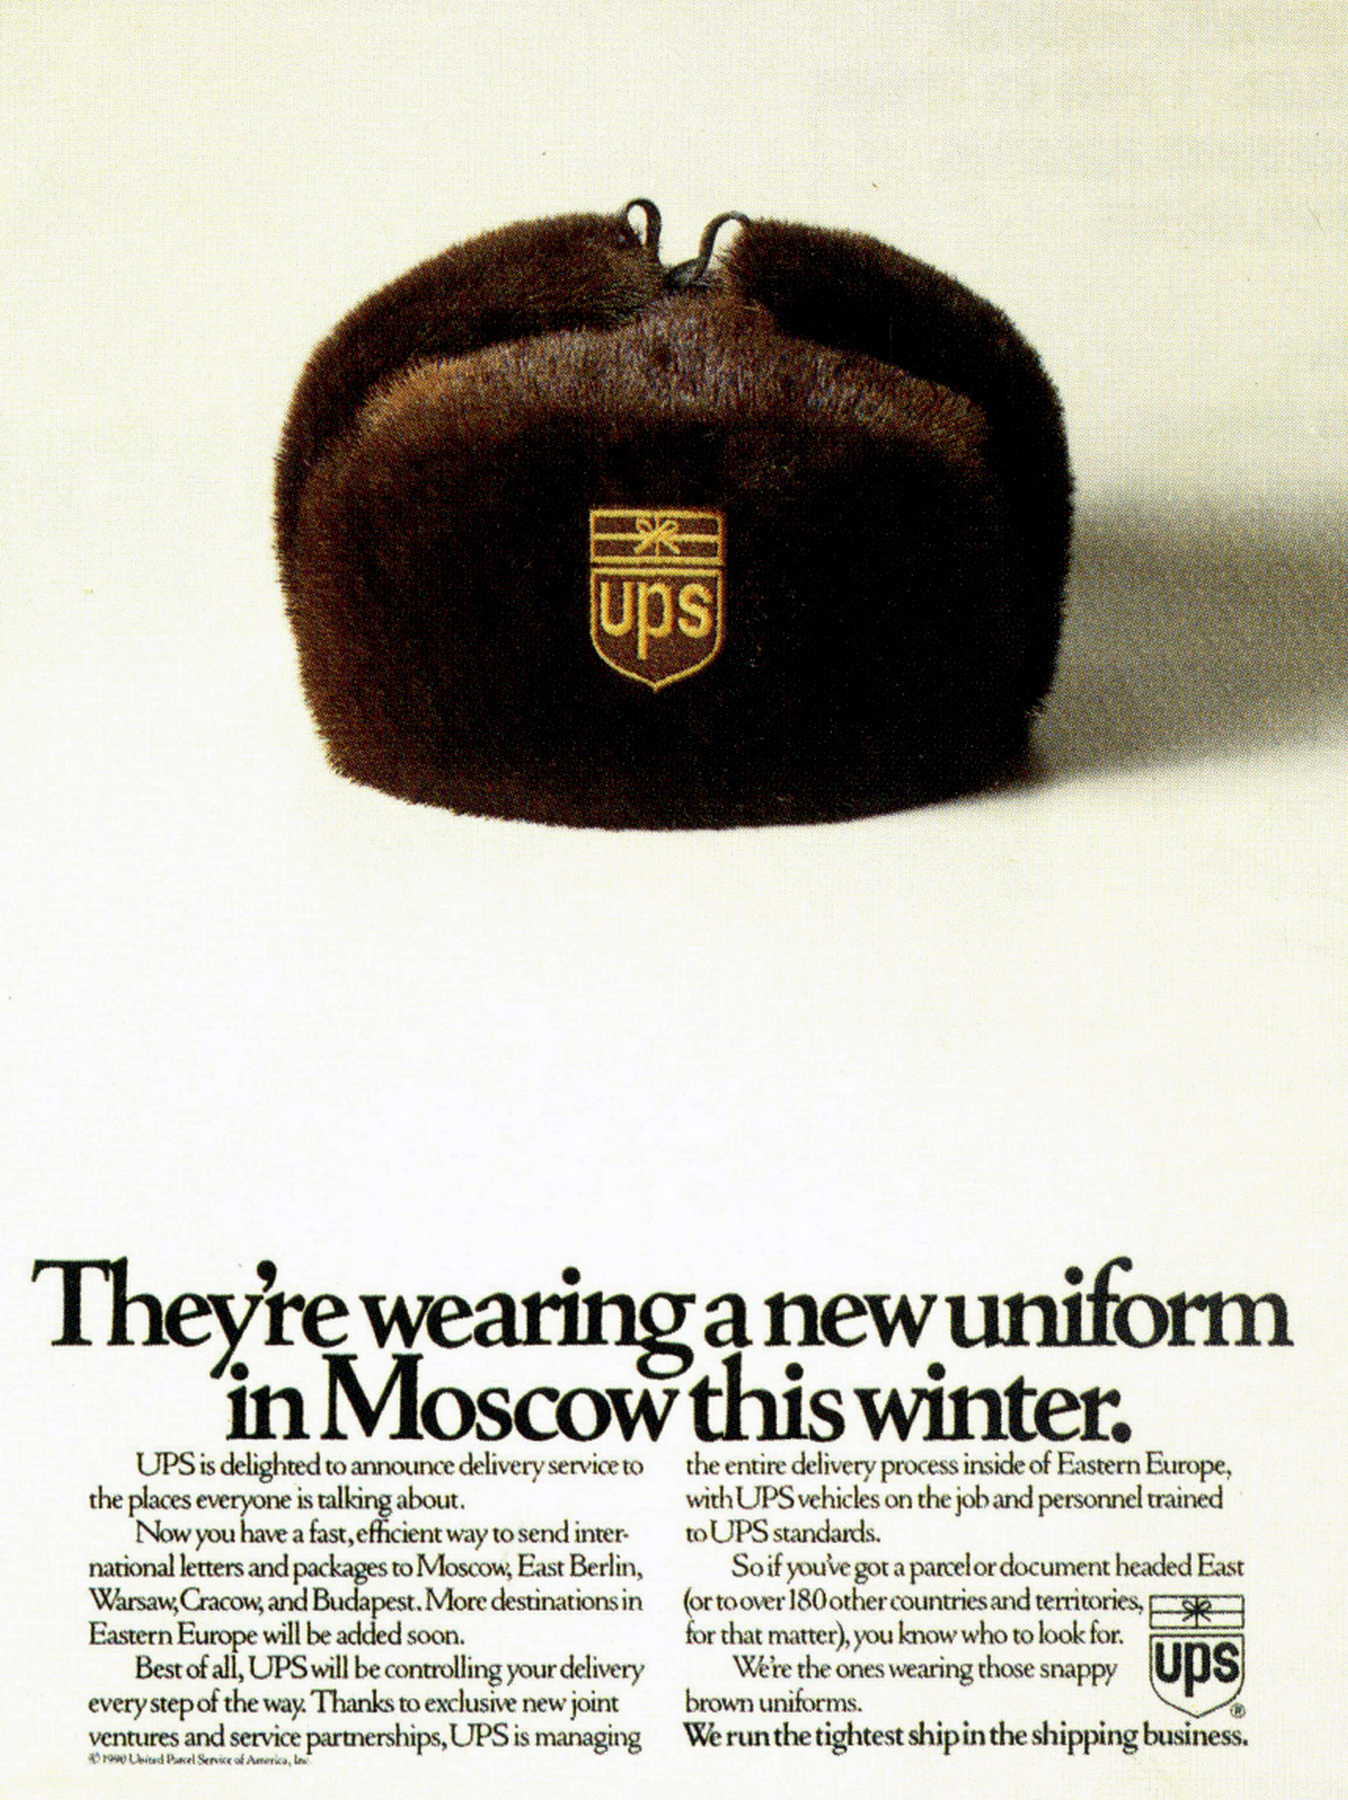 ups
They're wearing a new uniform
in Moscow this winter.
UPS is delighted to announce delivery service to
the places everyone is talking about.
Now you have a fast, efficient way to send inter-
national letters and packages to Moscow, East Berlin,
Warsaw, Cracow, and Budapest. More destinations in
Eastern Europe will be added soon.
Best of all, UPS will be controlling your delivery
every step of the way. Thanks to exclusive new joint
ventures and service partnerships, UPS is managing
© 1990 United Parcel Service of America, Inc.
the entire delivery process inside of Eastern Europe,
with UPS vehicles on the job and personnel trained
to UPS standards.
So if you've got a parcel or document headed East
(or to over 180 other countries and territories,
for that matter), you know who to look for.
We're the ones wearing those snappy
brown uniforms.
ups®
We run the tightest ship in the shipping business.